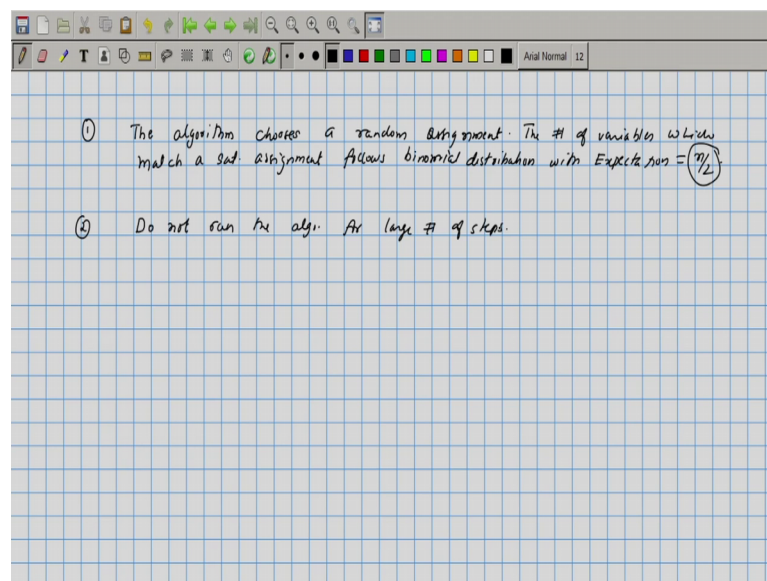 Arial Normal 12
① The algorithm chooses a random assignment. The # of variables which
match a sat. assignment follows binomial distribution with Expectation = n/2.
② Do not run the algo. for large # of steps.